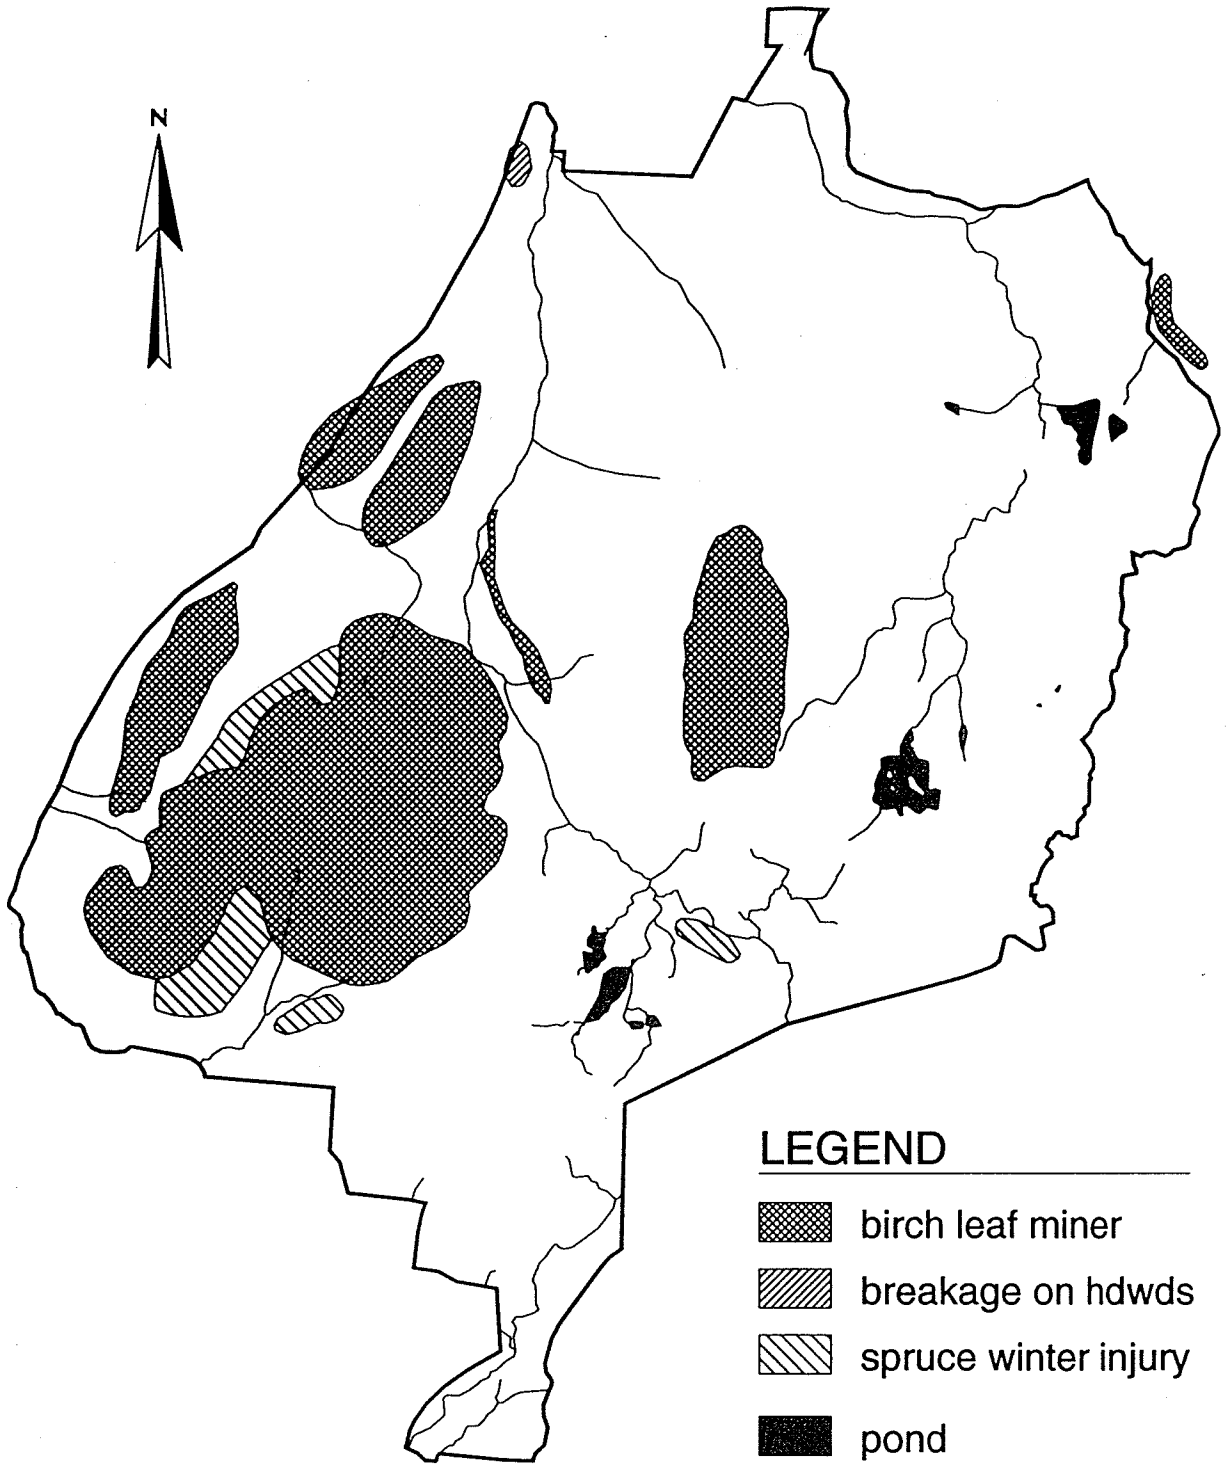 N
LEGEND
birch leaf miner
breakage on hdwds
spruce winter injury
pond